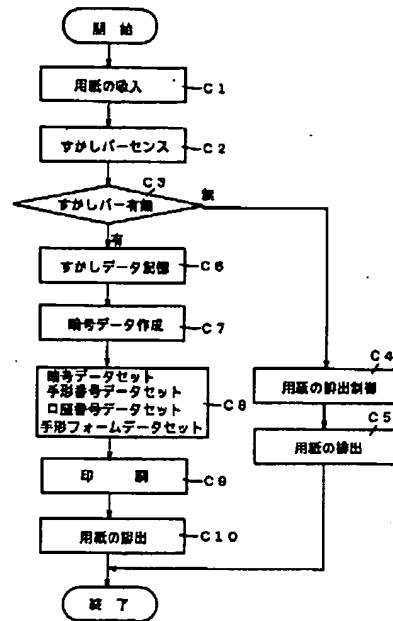 開 始
用紙の吸入
C1
すかしバーセンス
C2
C3
すかしバー有無
無
有
すかしデータ記憶
C6
暗号データ作成
C7
暗号データセット
手形番号データセット
口座番号データセット
手形フォームデータセット
C8
C4
用紙の排出制御
C5
用紙の排出
印 刷
C9
用紙の排出
C10
終 了